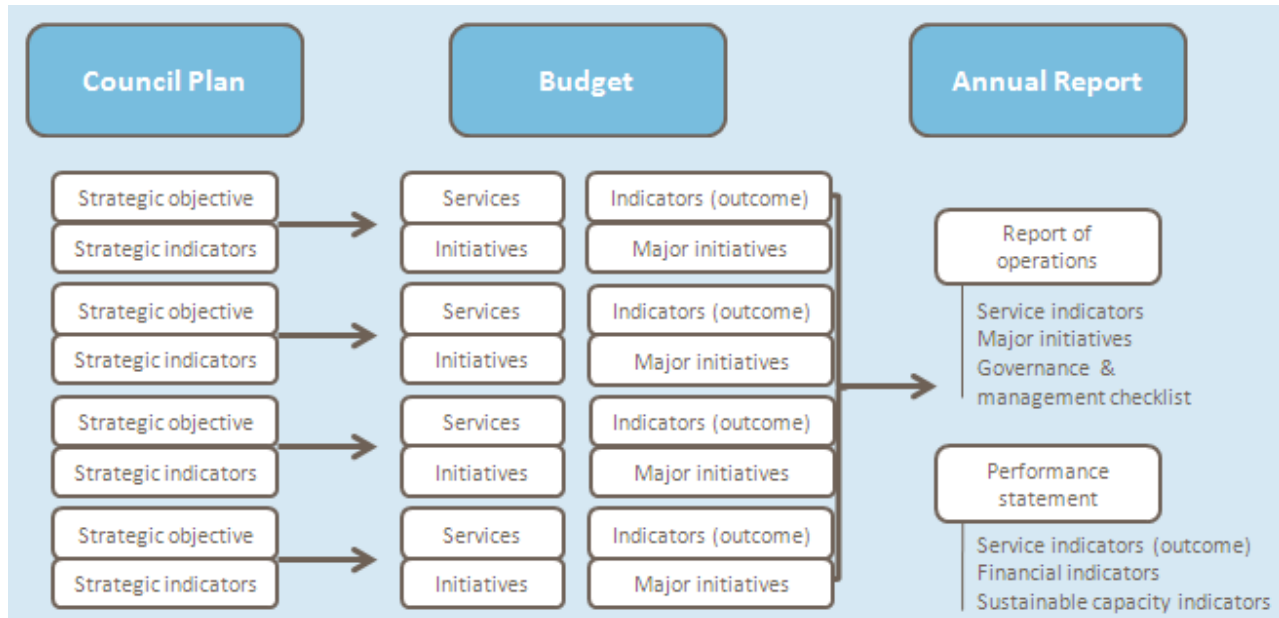 Council Plan
Budget
Annual Report
Strategic objective
Strategic indicators
Strategic objective
Strategic indicators
Strategic objective
Strategic indicators
Strategic objective
Strategic indicators
Services
Initiatives
Services
Initiatives
Services
Initiatives
Services
Initiatives
Indicators (outcome)
Major initiatives
Indicators (outcome)
Major initiatives
Indicators (outcome)
Major initiatives
Indicators (outcome)
Major initiatives
Report of
operations
Service indicators
Major initiatives
Governance &
management checklist
Performance
statement
Service indicators (outcome)
Financial indicators
Sustainable capacity indicators